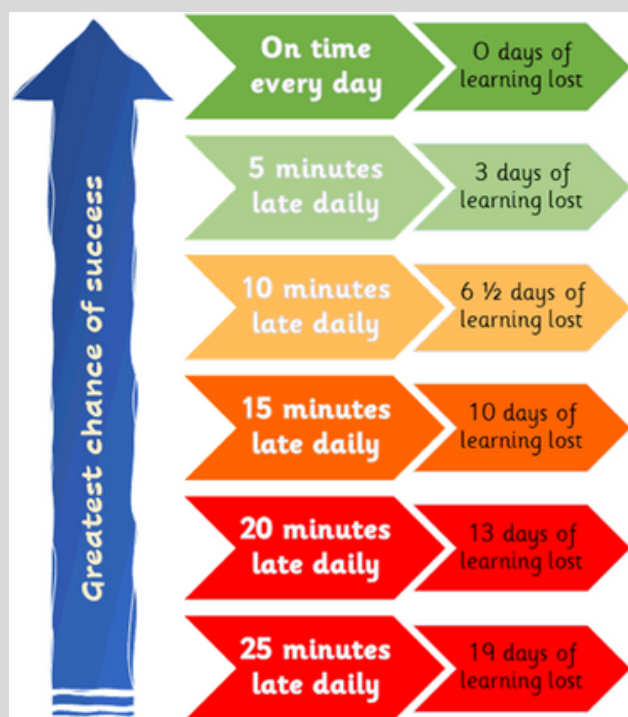 Greatest chance of success
On time
every day
0 days of
learning lost
5 minutes
late daily
3 days of
learning lost
10 minutes
late daily
6 ½ days of
learning lost
15 minutes
late daily
10 days of
learning lost
20 minutes
late daily
13 days of
learning lost
25 minutes
late daily
19 days of
learning lost